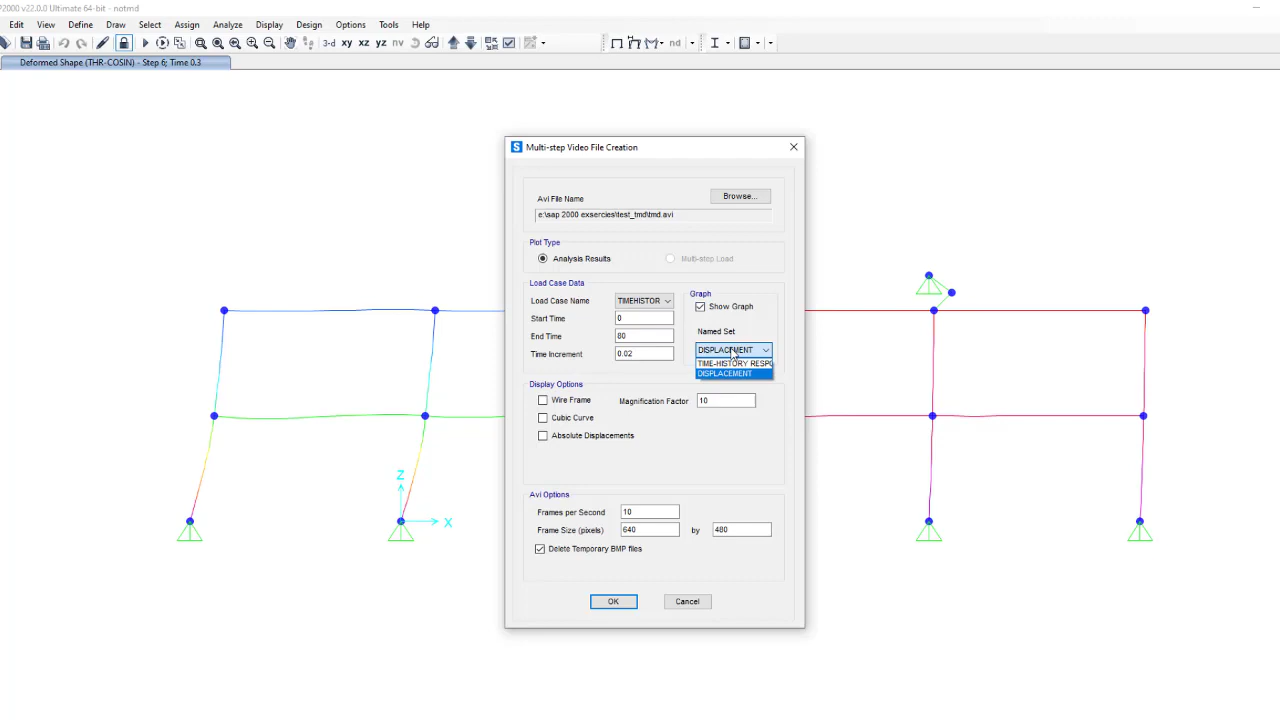 P2000 v22.0.0 Ultimate 64-bit - notmd
Edit View Define Draw Select Assign Analyze Display Design Options Tools Help
3-d xy xz yz nv nd
Deformed Shape (THR-COSIN) - Step 6; Time 0.3
Multi-step Video File Creation
Avi File Name
Browse...
e:\sap 2000 exsercies\test_tmd\tmd.avi
Plot Type
Analysis Results
Multi-step Load
Load Case Data
Load Case Name
TIMEHISTOR
Start Time
0
End Time
80
Time Increment
0.02
Graph
Show Graph
Named Set
DISPLACEMENT
TIME-HISTORY RESPO
DISPLACEMENT
Display Options
Wire Frame
Cubic Curve
Absolute Displacements
Magnification Factor
10
Avi Options
Frames per Second
10
Frame Size (pixels)
640
by
480
Delete Temporary BMP files
OK
Cancel
Z
X